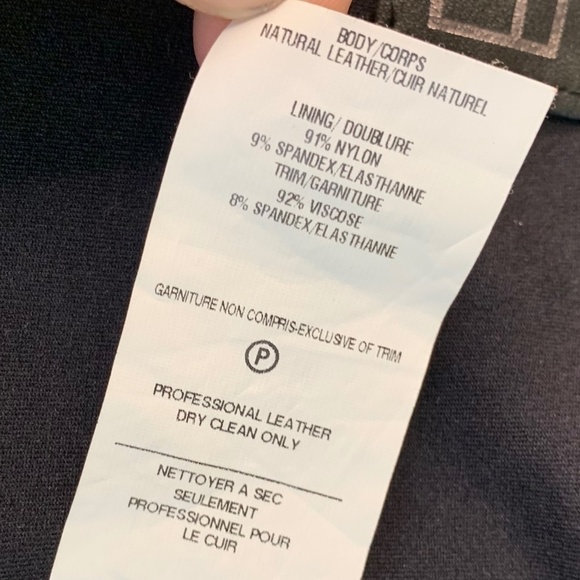 BODY/CORPS
NATURAL LEATHER/CUIR NATUREL
LINING/ DOUBLURE
91% NYLON
9% SPANDEX/ELASTHANNE
TRIM/GARNITURE
92% VISCOSE
8% SPANDEX/ELASTHANNE
GARNITURE NON COMPRIS-EXCLUSIVE OF TRIM
P
PROFESSIONAL LEATHER
DRY CLEAN ONLY
NETTOYER A SEC
SEULEMENT
PROFESSIONNEL POUR
LE CUIR